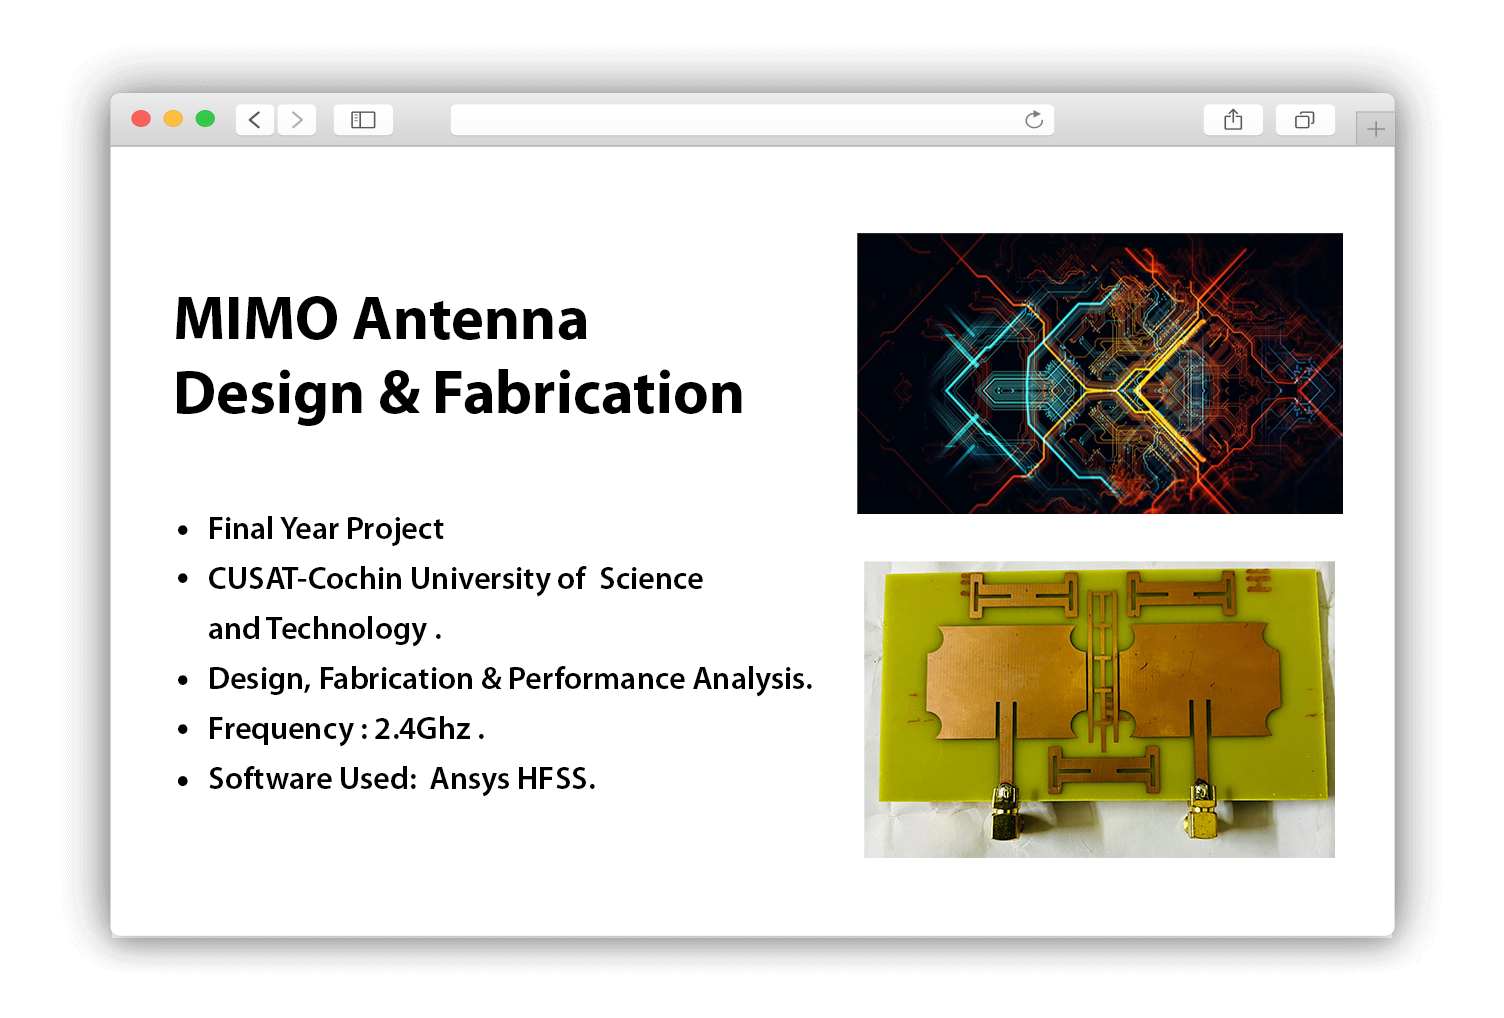 MIMO Antenna
Design & Fabrication
• Final Year Project
• CUSAT-Cochin University of  Science
and Technology .
• Design, Fabrication & Performance Analysis.
• Frequency : 2.4Ghz .
• Software Used:  Ansys HFSS.